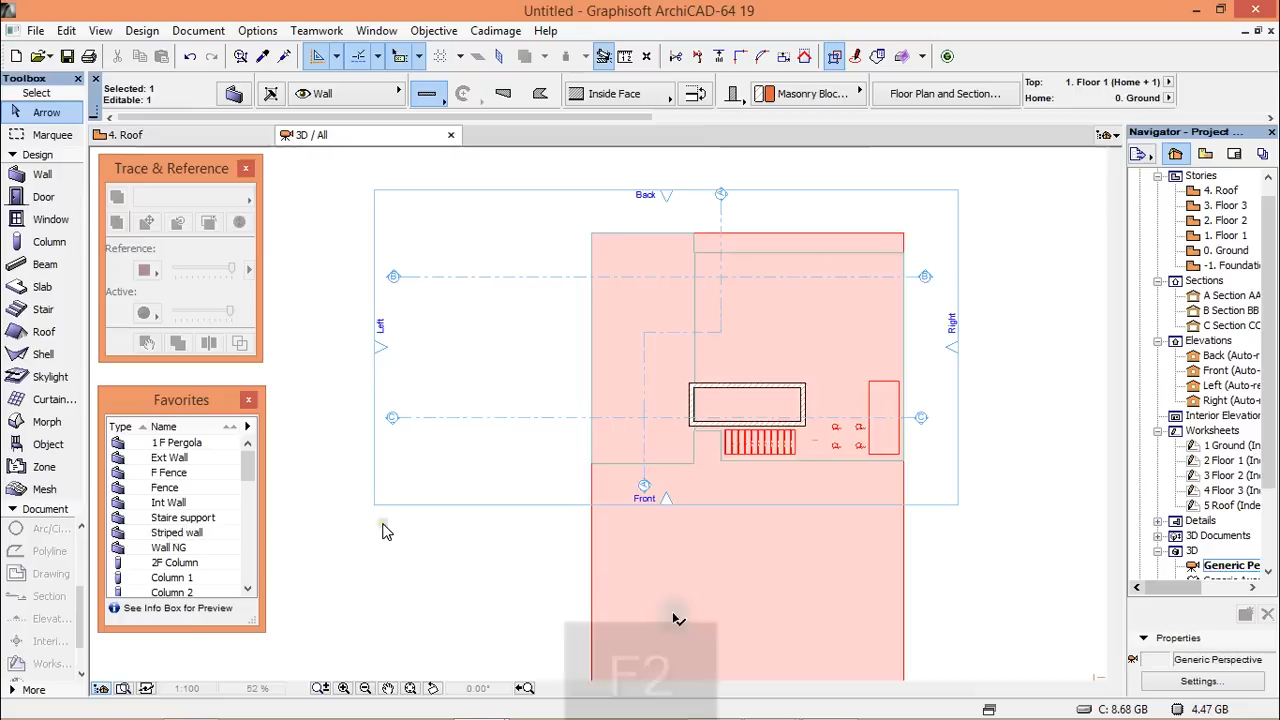 Untitled - Graphisoft ArchiCAD-64 19
File Edit View Design Document Options Teamwork Window Objective Cadimage Help
Toolbox
Select
Arrow
Marquee
Design
Wall
Door
Window
Column
Beam
Slab
Stair
Roof
Shell
Skylight
Curtain...
Morph
Object
Zone
Mesh
Document
Arc/Ci...
Polyline
Drawing
Section
Elevat...
Interi...
Works...
More
Selected: 1
Editable: 1
Wall
Inside Face
Masonry Bloc...
Floor Plan and Section...
Top: 1. Floor 1 (Home + 1)
Home: 0. Ground
4. Roof
3D / All
Trace & Reference
Reference:
Active:
Favorites
Type Name
1 F Pergola
Ext Wall
F Fence
Fence
Int Wall
Staire support
Striped wall
Wall NG
2F Column
Column 1
Column 2
See Info Box for Preview
Back
Left
Right
Front
A
B
B
C
C
A
F2
Navigator - Project ...
Stories
4. Roof
3. Floor 3
2. Floor 2
1. Floor 1
0. Ground
-1. Foundatio
Sections
A Section AA
B Section BB
C Section CC
Elevations
Back (Auto-r
Front (Auto-r
Left (Auto-re
Right (Auto-r
Interior Elevation
Worksheets
1 Ground (In
2 Floor 1 (In
3 Floor 2 (In
4 Floor 3 (In
5 Roof (Inde
Details
3D Documents
3D
Generic Pe
Properties
Generic Perspective
Settings...
1:100
52 %
0.00°
C: 8.68 GB
4.47 GB